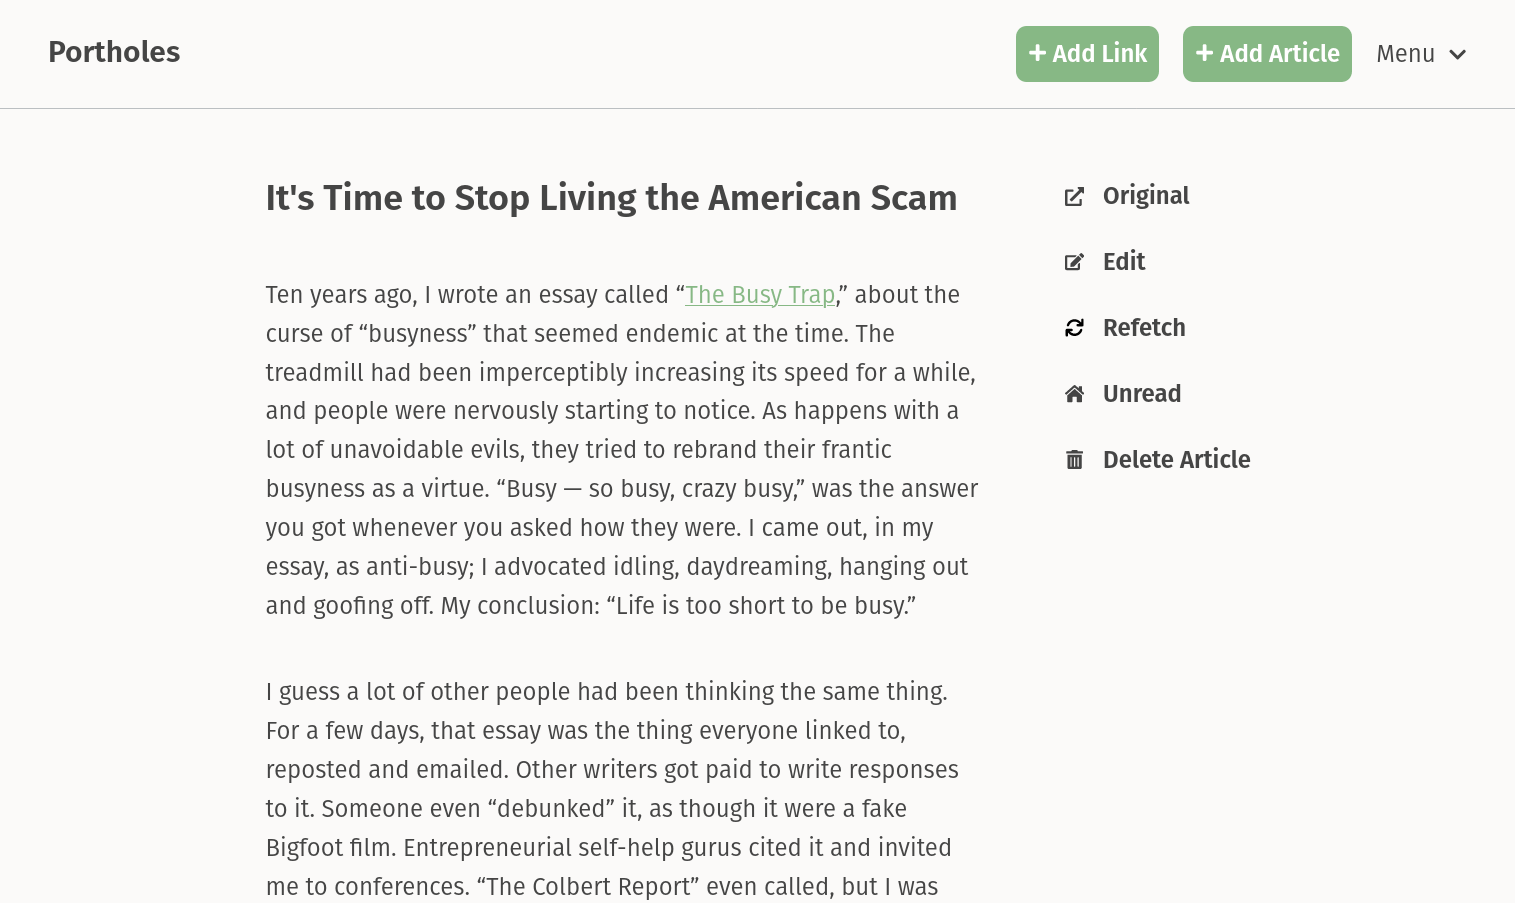 Portholes
+ Add Link
+ Add Article
Menu
It's Time to Stop Living the American Scam
Ten years ago, I wrote an essay called “The Busy Trap,” about the
curse of “busyness” that seemed endemic at the time. The
treadmill had been imperceptibly increasing its speed for a while,
and people were nervously starting to notice. As happens with a
lot of unavoidable evils, they tried to rebrand their frantic
busyness as a virtue. “Busy — so busy, crazy busy,” was the answer
you got whenever you asked how they were. I came out, in my
essay, as anti-busy; I advocated idling, daydreaming, hanging out
and goofing off. My conclusion: “Life is too short to be busy.”
I guess a lot of other people had been thinking the same thing.
For a few days, that essay was the thing everyone linked to,
reposted and emailed. Other writers got paid to write responses
to it. Someone even “debunked” it, as though it were a fake
Bigfoot film. Entrepreneurial self-help gurus cited it and invited
me to conferences. “The Colbert Report” even called, but I was
Original
Edit
Refetch
Unread
Delete Article